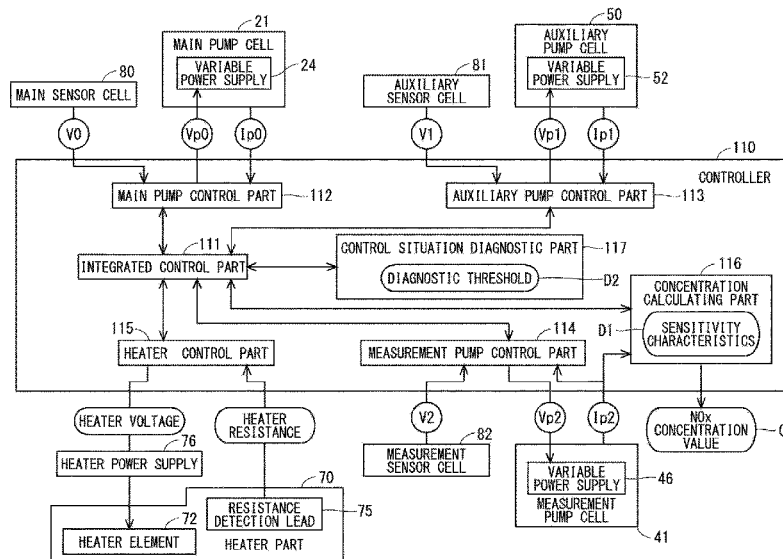 21
MAIN PUMP CELL
VARIABLE
POWER SUPPLY
24
50
AUXILIARY
PUMP CELL
VARIABLE
POWER SUPPLY
52
80
MAIN SENSOR CELL
81
AUXILIARY
SENSOR CELL
V0
Vp0
Ip0
V1
Vp1
Ip1
110
CONTROLLER
MAIN PUMP CONTROL PART
112
AUXILIARY PUMP CONTROL PART
113
111
INTEGRATED CONTROL PART
CONTROL SITUATION DIAGNOSTIC PART
117
DIAGNOSTIC THRESHOLD
D2
116
CONCENTRATION
CALCULATING PART
D1
SENSITIVITY
CHARACTERISTICS
115
HEATER CONTROL PART
114
MEASUREMENT PUMP CONTROL PART
HEATER VOLTAGE
HEATER
RESISTANCE
V2
Vp2
Ip2
NOx
CONCENTRATION
VALUE
76
HEATER POWER SUPPLY
82
MEASUREMENT
SENSOR CELL
70
RESISTANCE
DETECTION LEAD
75
72
HEATER ELEMENT
HEATER PART
VARIABLE
POWER SUPPLY
46
MEASUREMENT
PUMP CELL
41